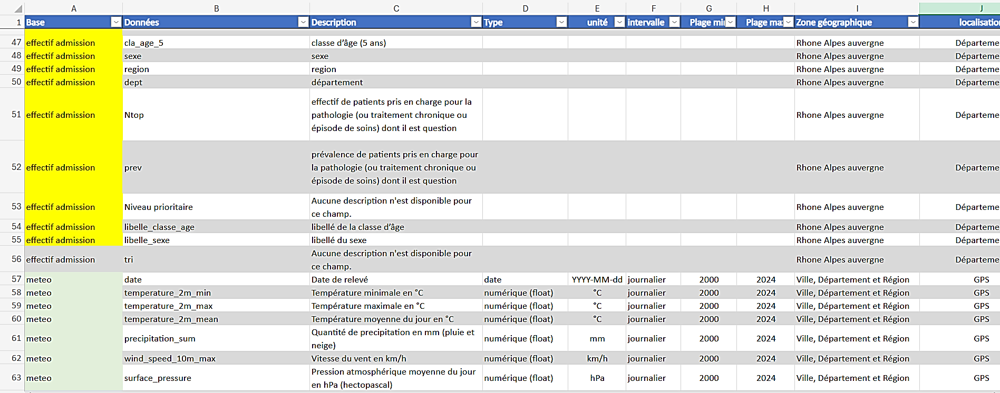 A B C D E F G H I J
1 Base Données Description Type unité intervalle Plage mi Plage ma Zone géographique localisatio
47 effectif admission cla_age_5 classe d’âge (5 ans) Rhone Alpes auvergne Départeme
48 effectif admission sexe sexe Rhone Alpes auvergne Départeme
49 effectif admission region region Rhone Alpes auvergne Départeme
50 effectif admission dept département Rhone Alpes auvergne Départeme
effectif de patients pris en charge pour la
51 effectif admission Ntop pathologie (ou traitement chronique ou Rhone Alpes auvergne Départeme
épisode de soins) dont il est question
prévalence de patients pris en charge pour
52 effectif admission prev la pathologie (ou traitement chronique ou Rhone Alpes auvergne Départeme
épisode de soins) dont il est question
53 effectif admission Niveau prioritaire Aucune description n'est disponible pour Rhone Alpes auvergne Départeme
ce champ.
54 effectif admission libelle_classe_age libellé de la classe d’âge Rhone Alpes auvergne Départeme
55 effectif admission libelle_sexe libellé du sexe Rhone Alpes auvergne Départeme
56 effectif admission tri Aucune description n'est disponible pour Rhone Alpes auvergne Départeme
ce champ.
57 meteo date Date de relevé date YYYY-MM-dd journalier 2000 2024 Ville, Département et Région GPS
58 meteo temperature_2m_min Température minimale en °C numérique (float) °C journalier 2000 2024 Ville, Département et Région GPS
59 meteo temperature_2m_max Température maximale en °C numérique (float) °C journalier 2000 2024 Ville, Département et Région GPS
60 meteo temperature_2m_mean Température moyenne du jour en °C numérique (float) °C journalier 2000 2024 Ville, Département et Région GPS
61 meteo precipitation_sum Quantité de precipitation en mm (pluie et numérique (float) mm journalier 2000 2024 Ville, Département et Région GPS
neige)
62 meteo wind_speed_10m_max Vitesse du vent en km/h numérique (float) km/h journalier 2000 2024 Ville, Département et Région GPS
63 meteo surface_pressure Pression atmosphérique moyenne du jour numérique (float) hPa journalier 2000 2024 Ville, Département et Région GPS
en hPa (hectopascal)